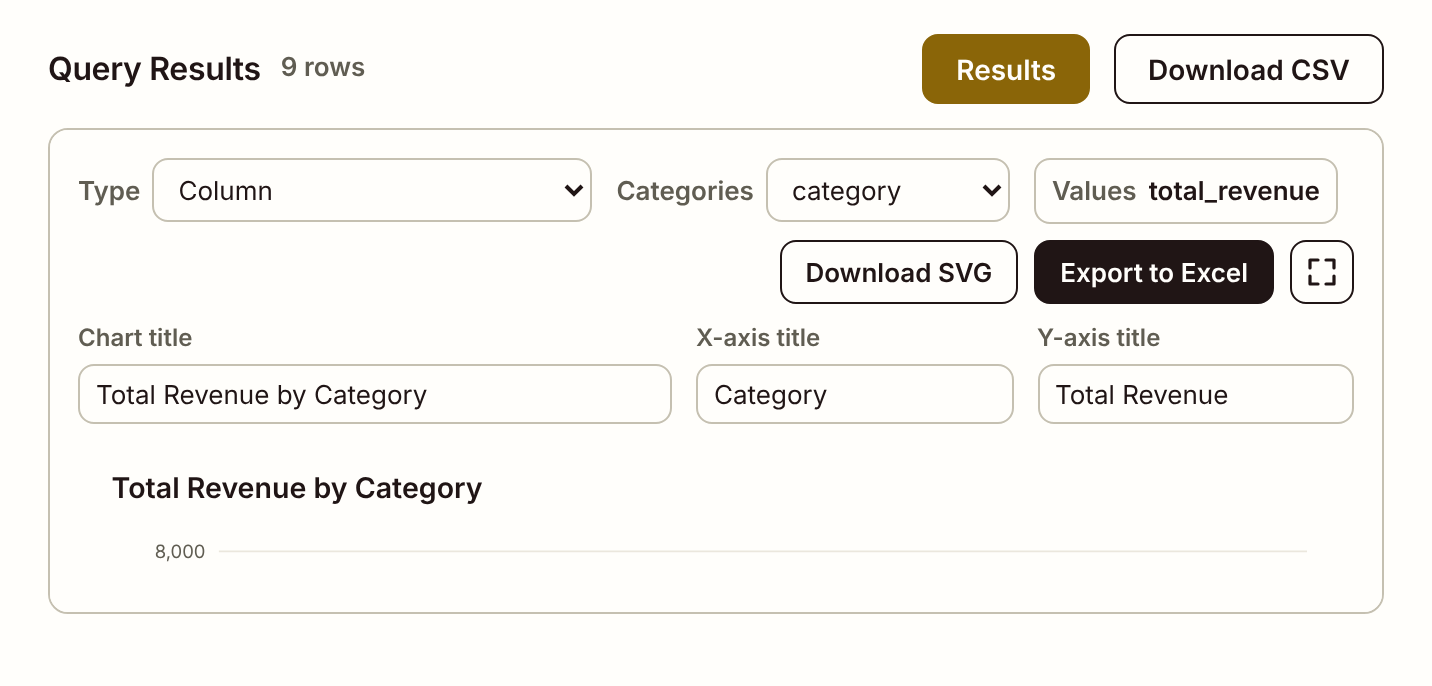 Query Results 9 rows Results Download CSV
Type Column Categories category Values total_revenue
Download SVG Export to Excel
Chart title X-axis title Y-axis title
Total Revenue by Category Category Total Revenue
Total Revenue by Category
8,000